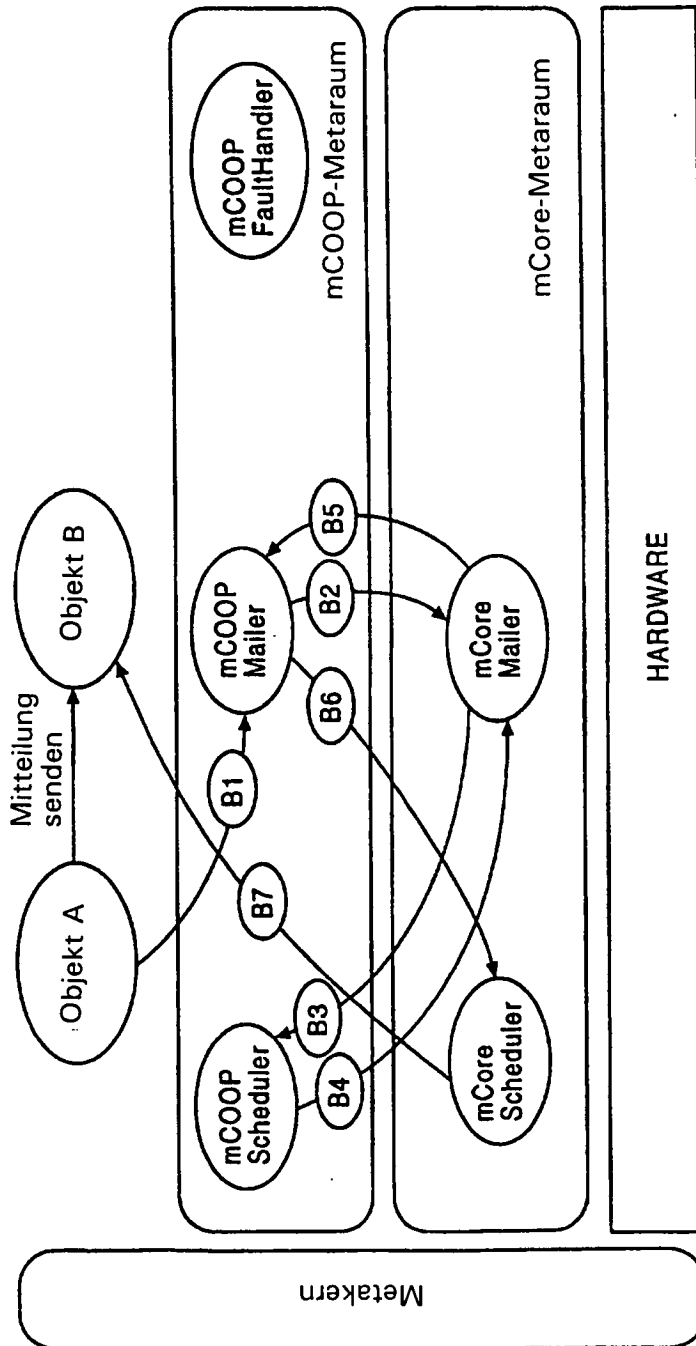 Objekt A
Mitteilung
senden
Objekt B
mCOOP
Scheduler
B3
B4
B7
B1
mCOOP
Mailer
B6
B2
B5
mCOOP
FaultHandler
mCOOP-Metaraum
mCore
Scheduler
mCore
Mailer
mCore-Metaraum
HARDWARE
Metakern